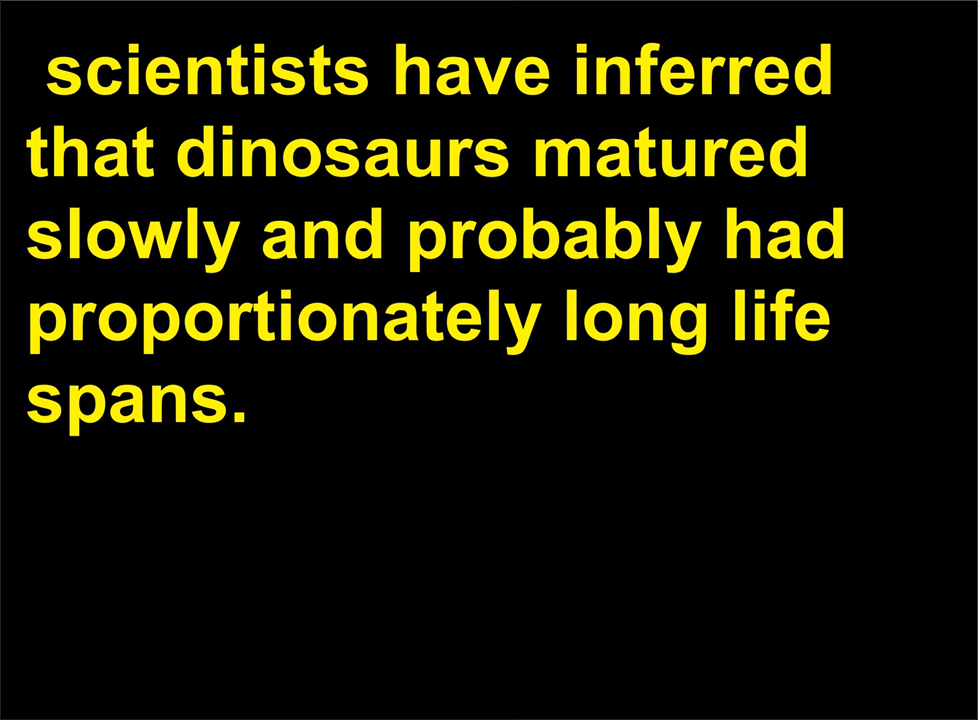 scientists have inferred
that dinosaurs matured
slowly and probably had
proportionately long life
spans.